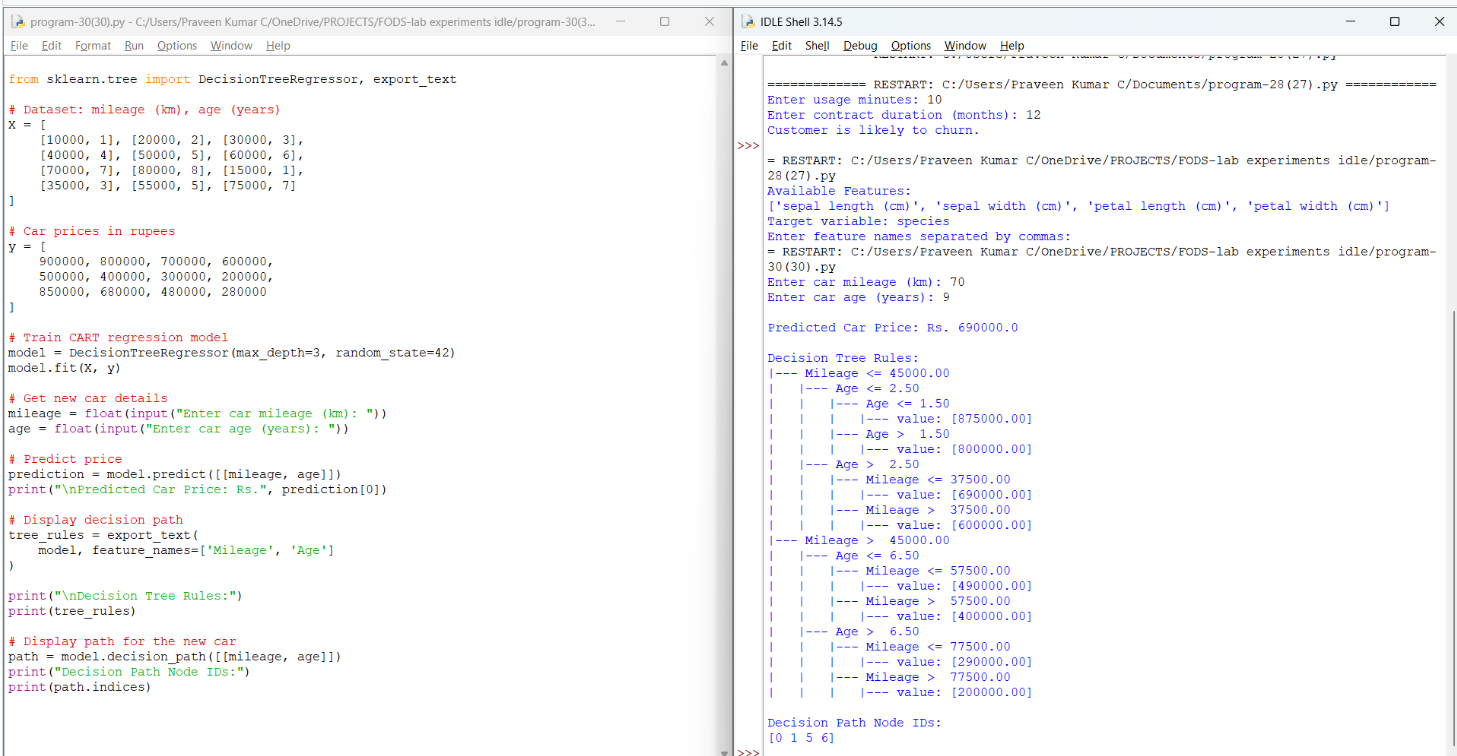 program-30(30).py - C:/Users/Praveen Kumar C/OneDrive/PROJECTS/FODS-lab experiments idle/program-30(3...
File Edit Format Run Options Window Help
from sklearn.tree import DecisionTreeRegressor, export_text
# Dataset: mileage (km), age (years)
X = [
    [10000, 1], [20000, 2], [30000, 3],
    [40000, 4], [50000, 5], [60000, 6],
    [70000, 7], [80000, 8], [15000, 1],
    [35000, 3], [55000, 5], [75000, 7]
]
# Car prices in rupees
y = [
    900000, 800000, 700000, 600000,
    500000, 400000, 300000, 200000,
    850000, 680000, 480000, 280000
]
# Train CART regression model
model = DecisionTreeRegressor(max_depth=3, random_state=42)
model.fit(X, y)
# Get new car details
mileage = float(input("Enter car mileage (km): "))
age = float(input("Enter car age (years): "))
# Predict price
prediction = model.predict([[mileage, age]])
print("\nPredicted Car Price: Rs.", prediction[0])
# Display decision path
tree_rules = export_text(
    model, feature_names=['Mileage', 'Age']
)
print("\nDecision Tree Rules:")
print(tree_rules)
# Display path for the new car
path = model.decision_path([[mileage, age]])
print("Decision Path Node IDs:")
print(path.indices)
IDLE Shell 3.14.5
File Edit Shell Debug Options Window Help
============= RESTART: C:/Users/Praveen Kumar C/Documents/program-28(27).py ============
Enter usage minutes: 10
Enter contract duration (months): 12
Customer is likely to churn.
>>>
= RESTART: C:/Users/Praveen Kumar C/OneDrive/PROJECTS/FODS-lab experiments idle/program-
28(27).py
Available Features:
['sepal length (cm)', 'sepal width (cm)', 'petal length (cm)', 'petal width (cm)']
Target variable: species
Enter feature names separated by commas:
= RESTART: C:/Users/Praveen Kumar C/OneDrive/PROJECTS/FODS-lab experiments idle/program-
30(30).py
Enter car mileage (km): 70
Enter car age (years): 9
Predicted Car Price: Rs. 690000.0
Decision Tree Rules:
|--- Mileage <= 45000.00
|   |--- Age <= 2.50
|   |   |--- Age <= 1.50
|   |   |   |--- value: [875000.00]
|   |   |--- Age >  1.50
|   |   |   |--- value: [800000.00]
|   |--- Age >  2.50
|   |   |--- Mileage <= 37500.00
|   |   |   |--- value: [690000.00]
|   |   |--- Mileage >  37500.00
|   |   |   |--- value: [600000.00]
|--- Mileage >  45000.00
|   |--- Age <= 6.50
|   |   |--- Mileage <= 57500.00
|   |   |   |--- value: [490000.00]
|   |   |--- Mileage >  57500.00
|   |   |   |--- value: [400000.00]
|   |--- Age >  6.50
|   |   |--- Mileage <= 77500.00
|   |   |   |--- value: [290000.00]
|   |   |--- Mileage >  77500.00
|   |   |   |--- value: [200000.00]
Decision Path Node IDs:
[0 1 5 6]
>>>